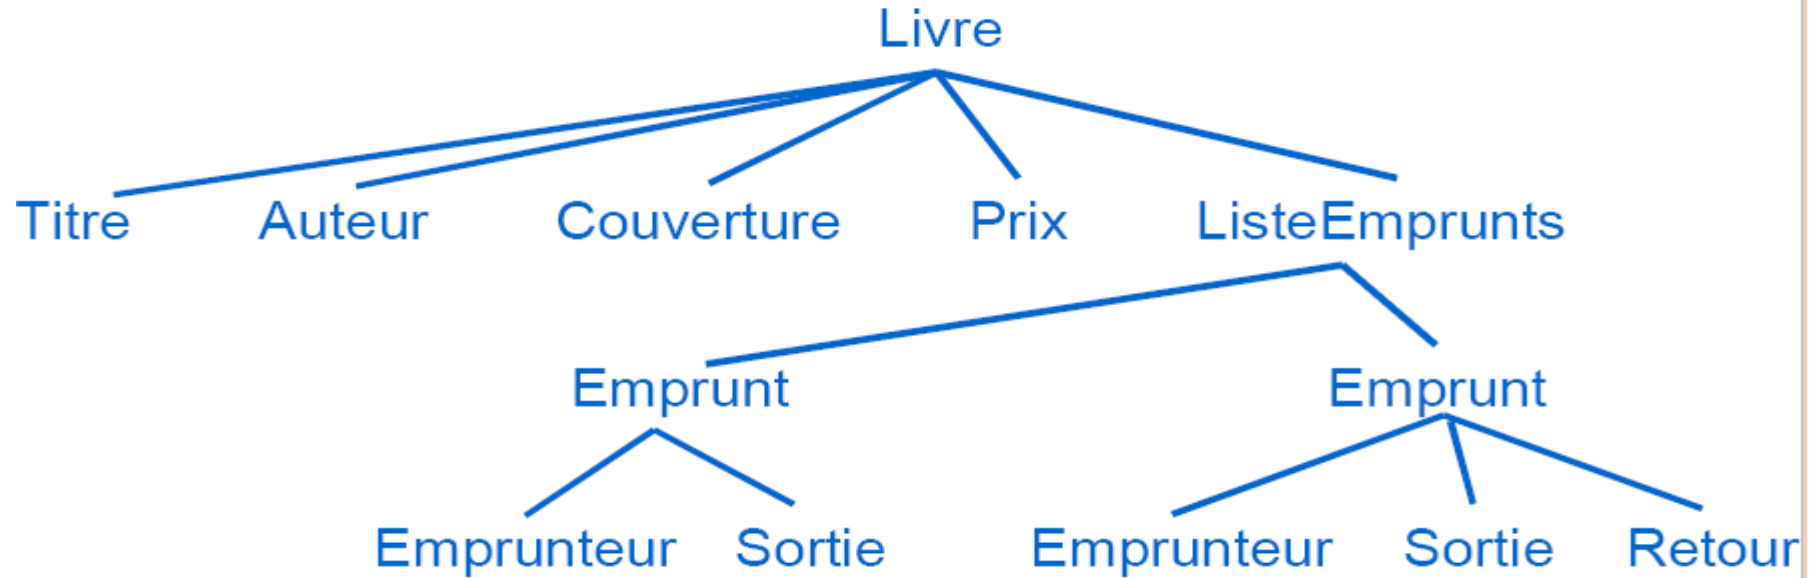 Livre
Titre Auteur Couverture Prix ListeEmprunts
Emprunt Emprunt
Emprunteur Sortie Emprunteur Sortie Retour